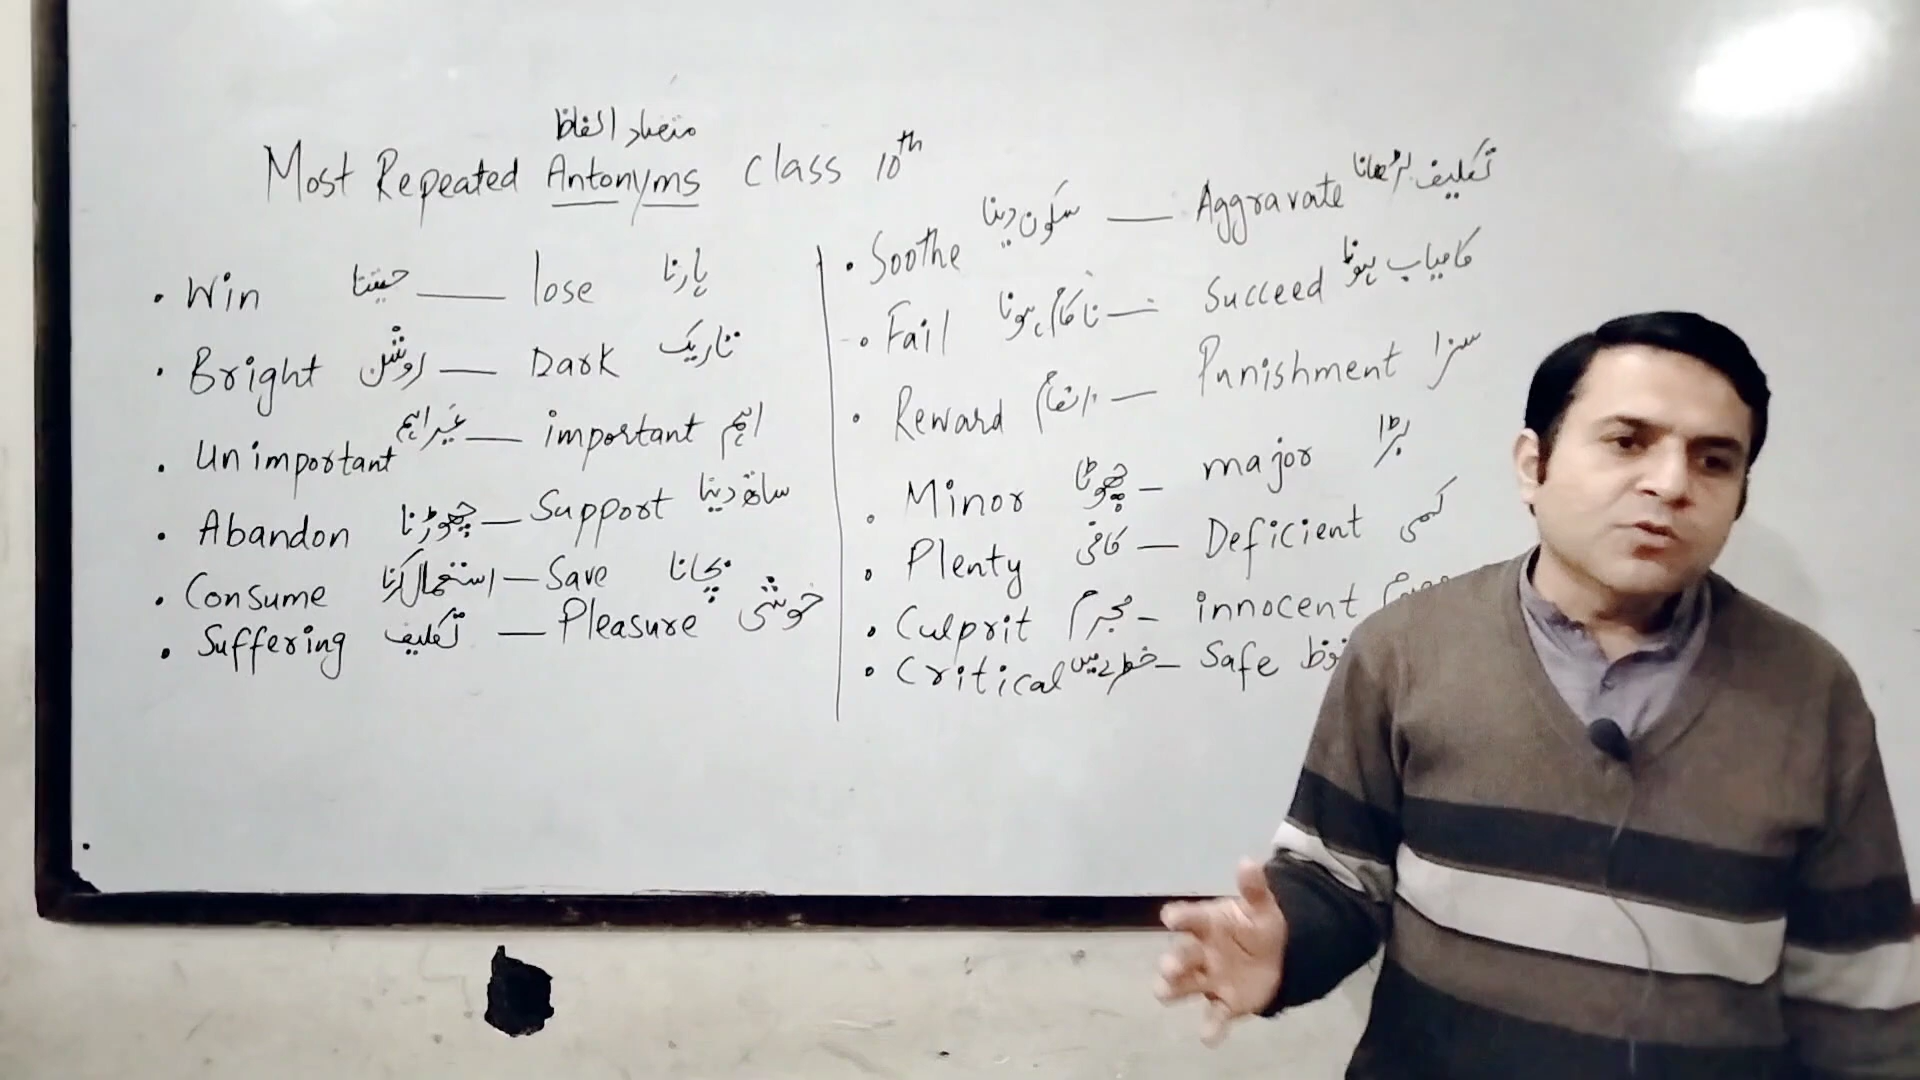 متضاد الفاظ
Most Repeated Antonyms class 10th
• Win جیتنا — lose ہارنا
• Bright روشن — Dark تاریک
• Unimportant غیر اہم — important اہم
• Abandon چھوڑنا — Support ساتھ دینا
• Consume استعمال کرنا — Save بچانا
• Suffering تکلیف — Pleasure خوشی
• Soothe سکون دینا — Aggravate تکلیف بڑھانا
• Fail ناکام ہونا — Succeed کامیاب ہونا
• Reward انعام — Punishment سزا
• Minor چھوٹا — major بڑا
• Plenty کافی — Deficient کمی
• Culprit مجرم — innocent
• Critical خطرے میں — Safe